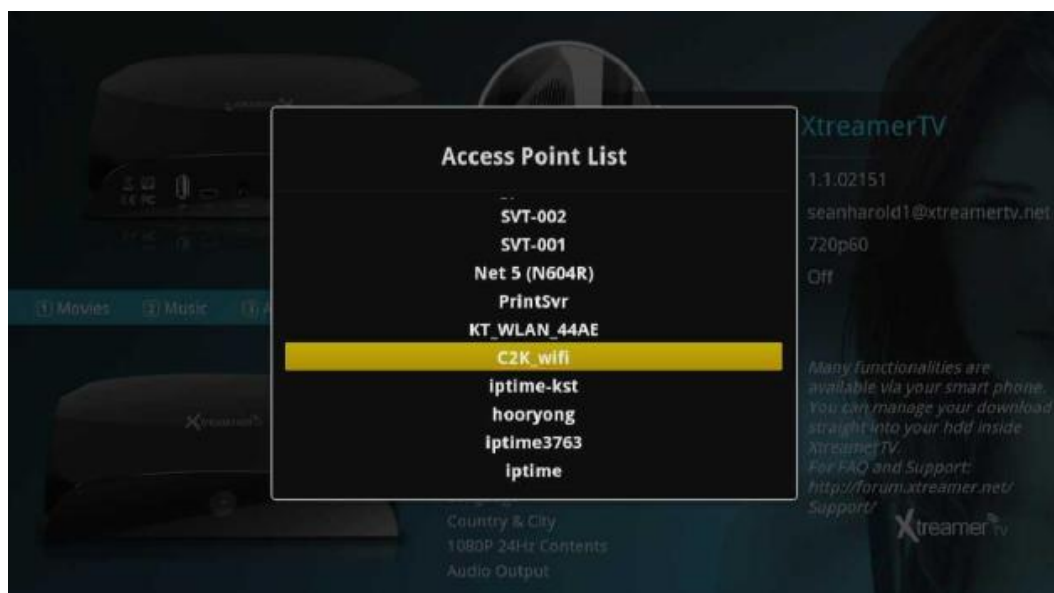 Access Point List
SVT-002
SVT-001
Net 5 (N604R)
PrintSvr
KT_WLAN_44AE
C2K_wifi
iptime-kst
hooryong
iptime3763
iptime
XtreamerTV
1.1.02151
seanharold1@xtreamertv.net
720p60
Off
1 Movies 2 Music 3
Many functionalities are
available via your smart phone.
You can manage your download
straight into your hdd inside
XtreamerTV.
For FAQ and Support:
http://forum.xtreamer.net/
Support/
Xtreamer TV
Country & City
1080P 24Hz Contents
Audio Output